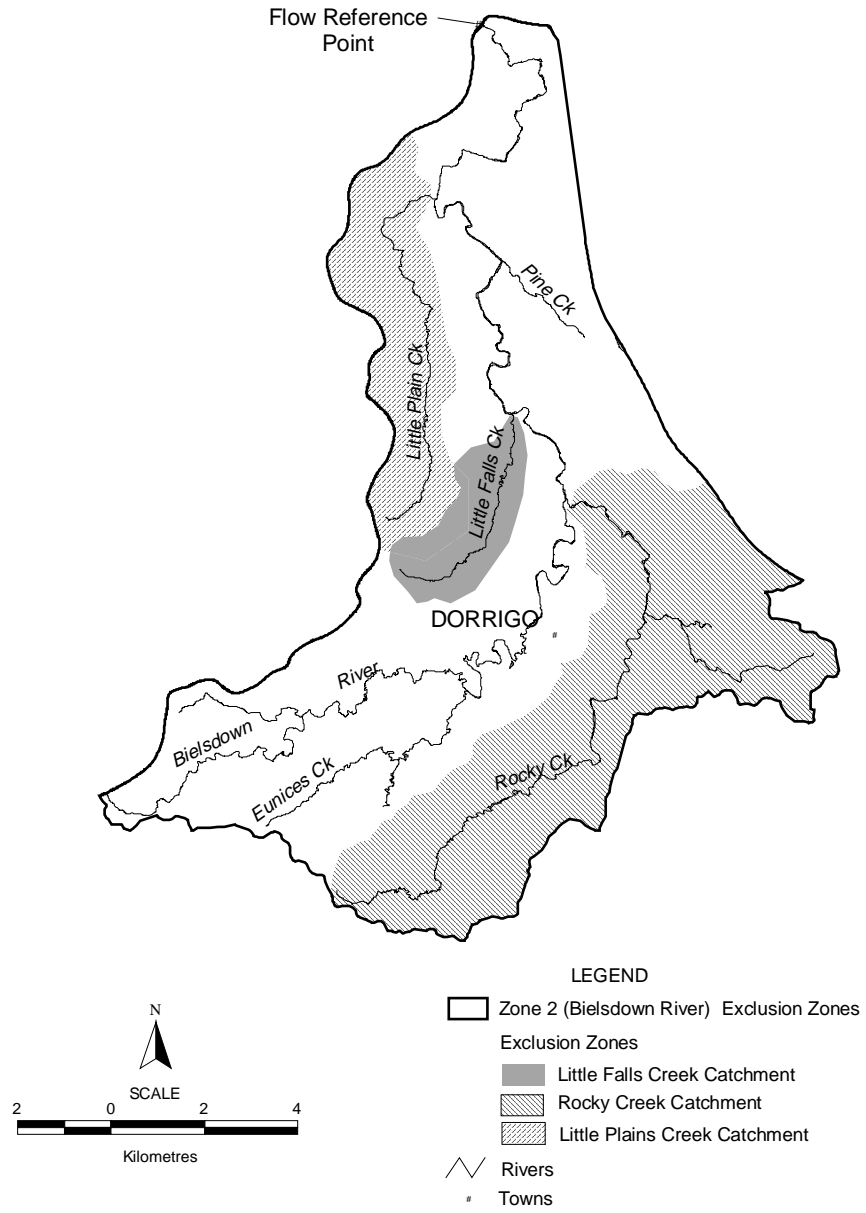 Flow Reference
Point
Pine Ck
Little Plain Ck
Little Falls Ck
DORRIGO
River
Bielsdown
Eunices Ck
Rocky Ck
LEGEND
Zone 2 (Bielsdown River) Exclusion Zones
Exclusion Zones
Little Falls Creek Catchment
Rocky Creek Catchment
Little Plains Creek Catchment
Rivers
Towns
N
SCALE
2 0 2 4
Kilometres